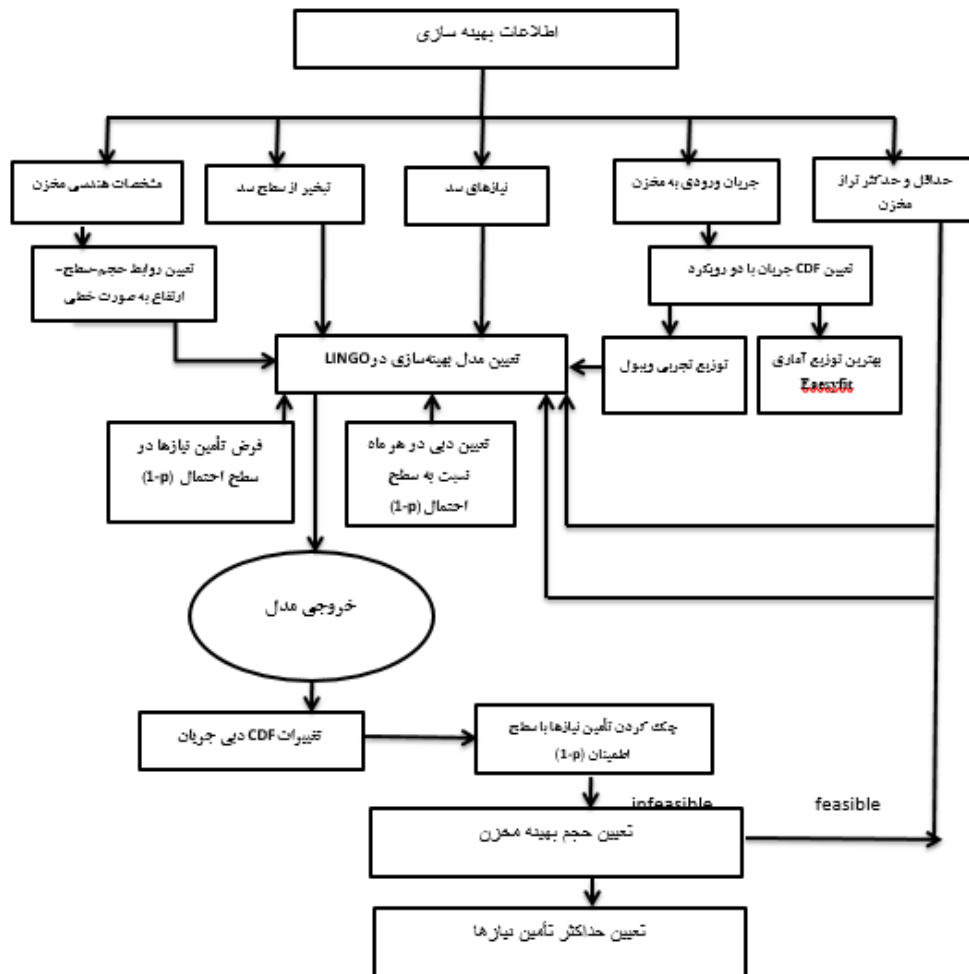 اطلاعات بهینه سازی
حداقل و حداکثر تراز
مخزن
جریان ورودی به مخزن
نیازهای سد
تبخیر از سطح سد
مشخصات هندسی مخزن
تعیین CDF جریان با دو رویکرد
تعیین روابط حجم-سطح-
ارتفاع به صورت خطی
بهترین توزیع آماری
Eaesyfit
توزیع تجربی ویبول
تعیین مدل بهینه‌سازی در LINGO
تعیین دبی در هر ماه
نسبت به سطح
احتمال (1-p)
فرض تأمین نیازها در
سطح احتمال (1-p)
خروجی مدل
تغییرات CDF دبی جریان
چک کردن تأمین نیازها با سطح
اطمینان (1-p)
infeasible
feasible
تعیین حجم بهینه مخزن
تعیین حداکثر تأمین نیازها